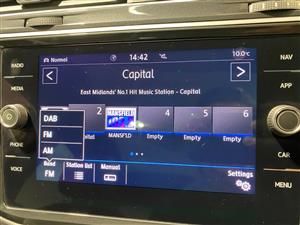 Normal
14:42
10.0°C
RADIO
MEDIA
PHONE
VOICE
NAV
CAR
MENU
<
Capital
>
East Midlands' No.1 Hit Music Station - Capital
2
3
4
5
6
MANSFIELD
MANSFLD
Empty
Empty
Empty
DAB
FM
AM
Band
FM
Station list
Manual
Settings